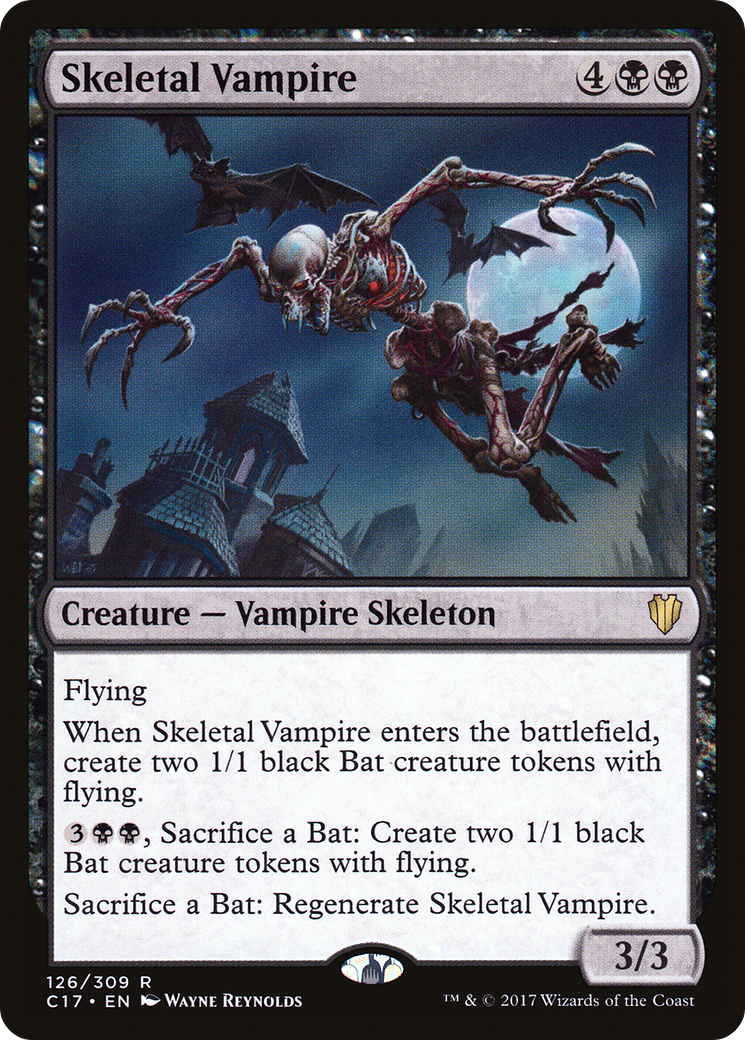 Skeletal Vampire 4
Creature — Vampire Skeleton
Flying
When Skeletal Vampire enters the battlefield,
create two 1/1 black Bat creature tokens with
flying.
3, Sacrifice a Bat: Create two 1/1 black
Bat creature tokens with flying.
Sacrifice a Bat: Regenerate Skeletal Vampire.
3/3
126/309 R
C17 • EN Wayne Reynolds
™ & © 2017 Wizards of the Coast